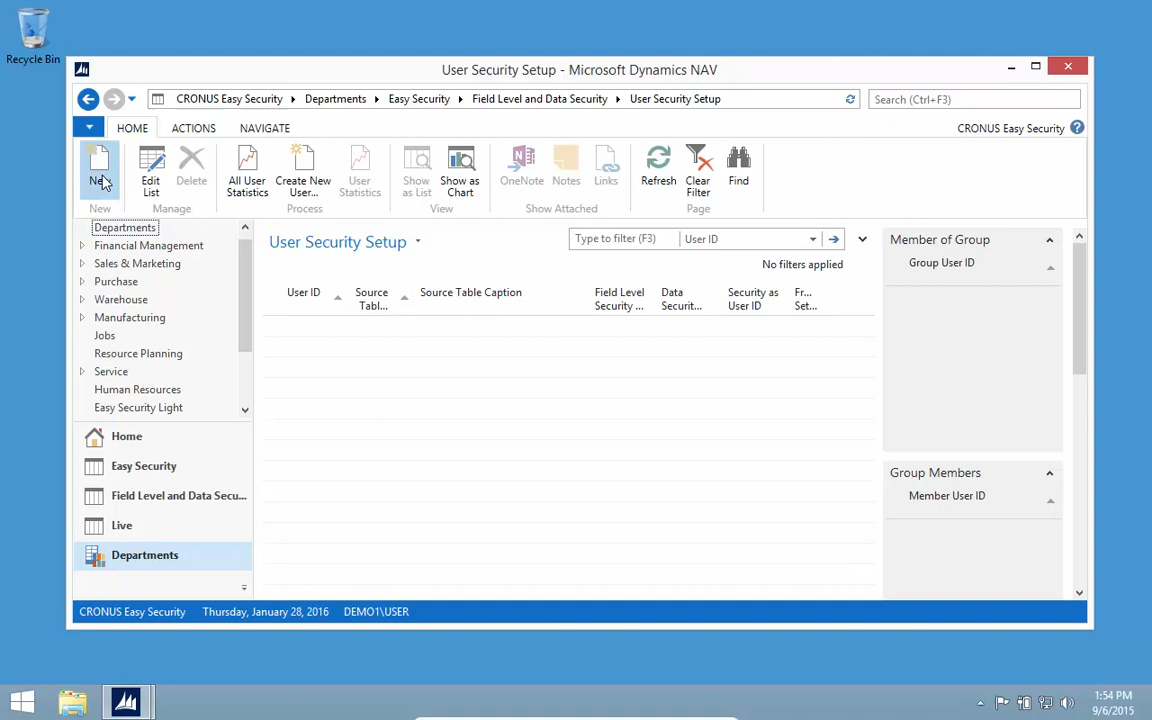 Recycle Bin
User Security Setup - Microsoft Dynamics NAV
CRONUS Easy Security
Departments
Easy Security
Field Level and Data Security
User Security Setup
Search (Ctrl+F3)
HOME
ACTIONS
NAVIGATE
CRONUS Easy Security
New
Edit
List
Delete
All User
Statistics
Create New
User...
User
Statistics
Show
as List
Show as
Chart
OneNote
Notes
Links
Refresh
Clear
Filter
Find
New
Manage
Process
View
Show Attached
Page
Departments
Financial Management
Sales & Marketing
Purchase
Warehouse
Manufacturing
Jobs
Resource Planning
Service
Human Resources
Easy Security Light
Home
Easy Security
Field Level and Data Secu...
Live
Departments
User Security Setup
Type to filter (F3)
User ID
No filters applied
User ID
Source
Tabl...
Source Table Caption
Field Level
Security ...
Data
Securit...
Security as
User ID
Fr...
Set...
Member of Group
Group User ID
Group Members
Member User ID
CRONUS Easy Security
Thursday, January 28, 2016
DEMO1\USER
1:54 PM
9/6/2015